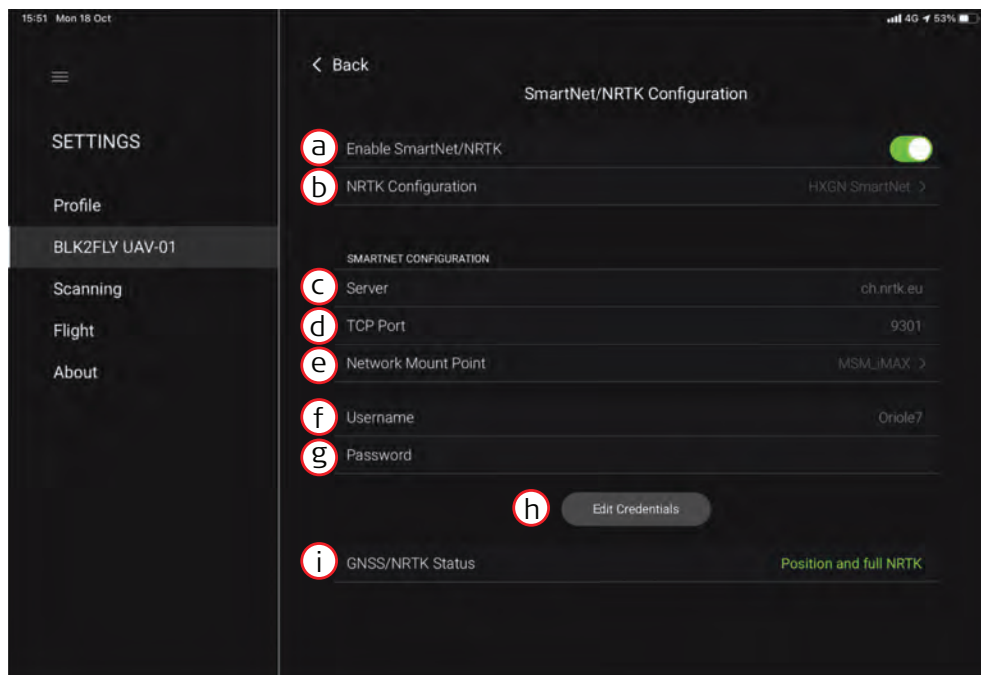 15:51 Mon 18 Oct
4G 53%
SETTINGS
Profile
BLK2FLY UAV-01
Scanning
Flight
About
Back
SmartNet/NRTK Configuration
a Enable SmartNet/NRTK
b NRTK Configuration HXGN SmartNet
SMARTNET CONFIGURATION
c Server ch.nrtk.eu
d TCP Port 9301
e Network Mount Point MSM_iMAX
f Username Oriole7
g Password
h Edit Credentials
i GNSS/NRTK Status Position and full NRTK